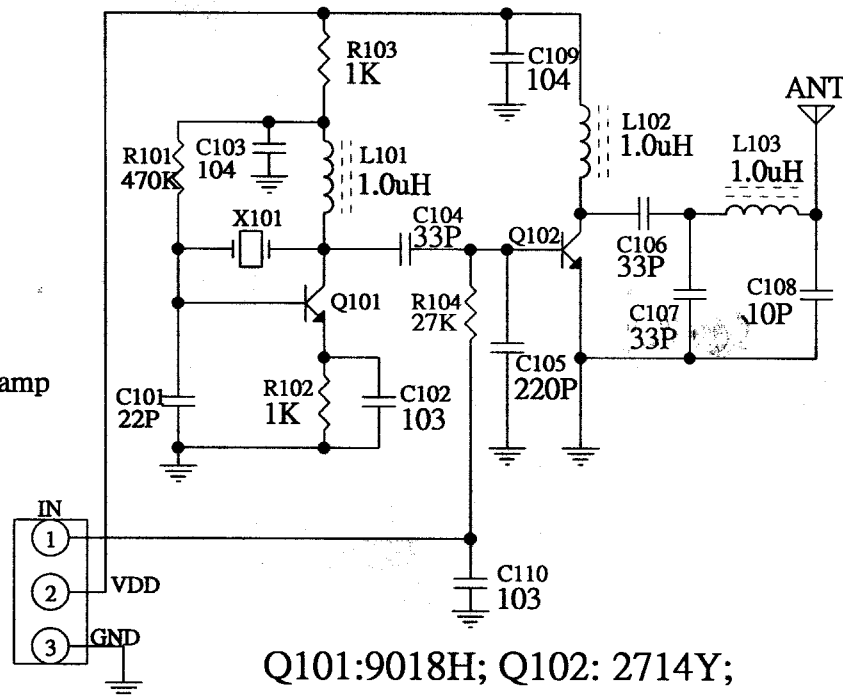 R103
1K
C109
104
ANT
R101
470K
C103
104
L101
1.0uH
L102
1.0uH
L103
1.0uH
X101
C104
33P
Q102
C106
33P
Q101
R104
27K
C107
33P
C108
10P
amp
C101
22P
R102
1K
C102
103
C105
220P
IN
1
2
VDD
3
GND
C110
103
Q101:9018H; Q102: 2714Y;